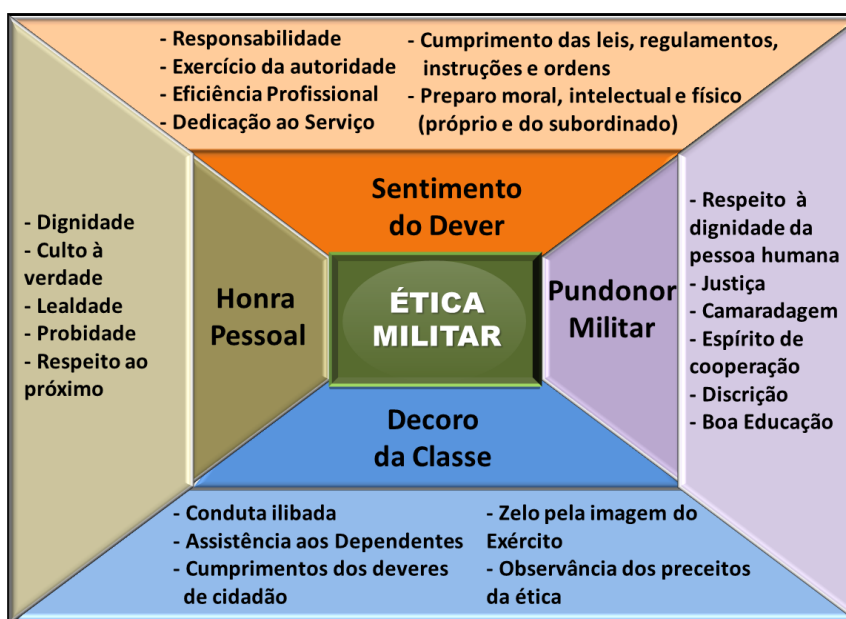 - Responsabilidade
- Exercício da autoridade
- Eficiência Profissional
- Dedicação ao Serviço
- Cumprimento das leis, regulamentos,
instruções e ordens
- Preparo moral, intelectual e físico
(próprio e do subordinado)
Sentimento
do Dever
- Dignidade
- Culto à
verdade
- Lealdade
- Probidade
- Respeito ao
próximo
Honra
Pessoal
ÉTICA
MILITAR
Pundonor
Militar
- Respeito à
dignidade da
pessoa humana
- Justiça
- Camaradagem
- Espírito de
cooperação
- Discrição
- Boa Educação
Decoro
da Classe
- Conduta ilibada
- Assistência aos Dependentes
- Cumprimentos dos deveres
de cidadão
- Zelo pela imagem do
Exército
- Observância dos preceitos
da ética